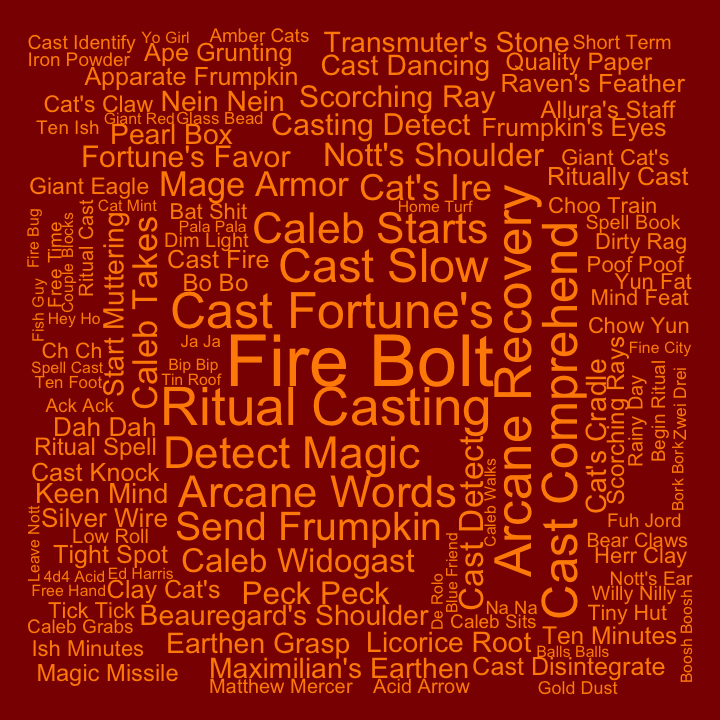 Cast Identify
Yo Girl
Amber Cats
Transmuter's Stone
Short Term
Iron Powder
Ape Grunting
Cast Dancing
Quality Paper
Apparate Frumpkin
Raven's Feather
Cat's Claw
Nein Nein
Scorching Ray
Allura's Staff
Giant Red
Glass Bead
Ten Ish
Pearl Box
Casting Detect
Frumpkin's Eyes
Fortune's Favor
Nott's Shoulder
Giant Cat's
Giant Eagle
Mage Armor
Cat's Ire
Ritually Cast
Cat Mint
Bat Shit
Home Turf
Choo Train
Fire Bug
Free Time
Couple Blocks
Ritual Cast
Start Muttering
Caleb Takes
Pala Pala
Dim Light
Caleb Starts
Arcane Recovery
Cast Comprehend
Spell Book
Dirty Rag
Cast Fire
Cast Slow
Poof Poof
Fish Guy
Bo Bo
Yun Fat
Mind Feat
Hey Ho
Cast Fortune's
Chow Yun
Ch Ch
Ja Ja
Fire Bolt
Fine City
Spell Cast
Bip Bip
Ten Foot
Tin Roof
Cat's Cradle
Scorching Rays
Rainy Day
Begin Ritual
Zwei Drei
Ack Ack
Ritual Casting
Dah Dah
Ritual Spell
Detect Magic
Cast Detect
Caleb Walks
Bork Bork
Cast Knock
Keen Mind
Arcane Words
Silver Wire
Send Frumpkin
Fuh Jord
Leave Nott
Low Roll
Bear Claws
Tight Spot
Caleb Widogast
Blue Friend
Herr Clay
4d4 Acid
Ed Harris
Nott's Ear
Free Hand
Clay Cat's
Peck Peck
De Rolo
Willy Nilly
Boosh Boosh
Tick Tick
Beauregard's Shoulder
Na Na
Tiny Hut
Caleb Grabs
Caleb Sits
Ish Minutes
Earthen Grasp
Licorice Root
Ten Minutes
Balls Balls
Magic Missile
Maximilian's Earthen
Cast Disintegrate
Matthew Mercer
Acid Arrow
Gold Dust